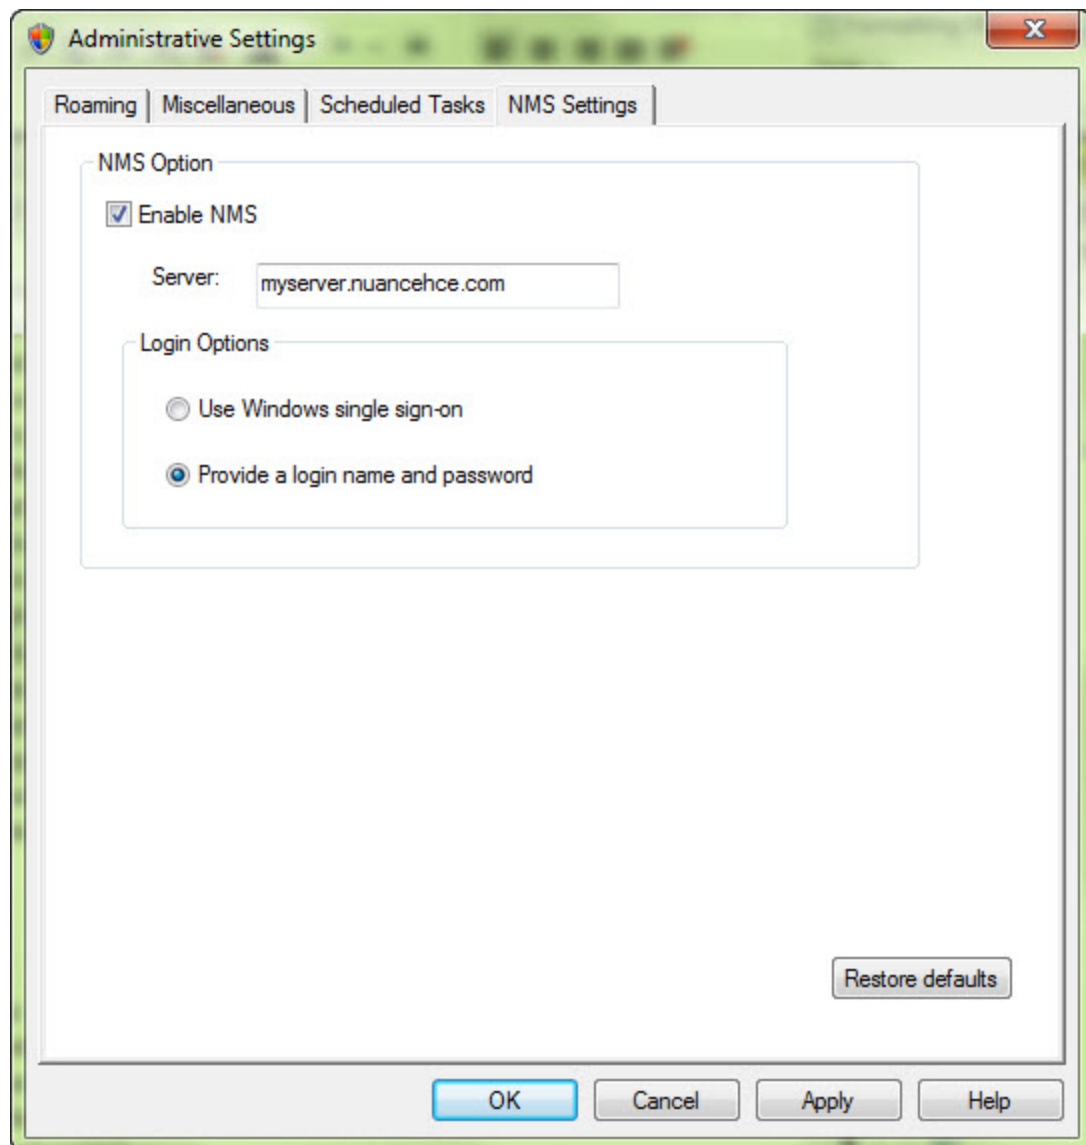 Administrative Settings
Roaming Miscellaneous Scheduled Tasks NMS Settings
NMS Option
Enable NMS
Server: myserver.nuancehce.com
Login Options
Use Windows single sign-on
Provide a login name and password
Restore defaults
OK Cancel Apply Help